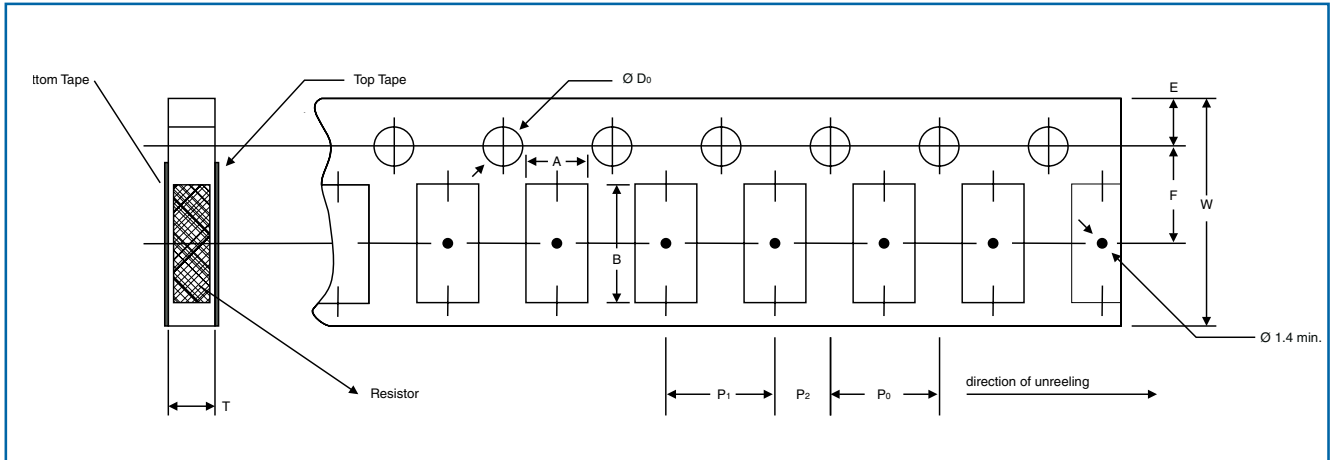 ttom Tape
Top Tape
Ø D0
E
A
F
W
B
Ø 1.4 min.
Resistor
T
P1
P2
P0
direction of unreeling